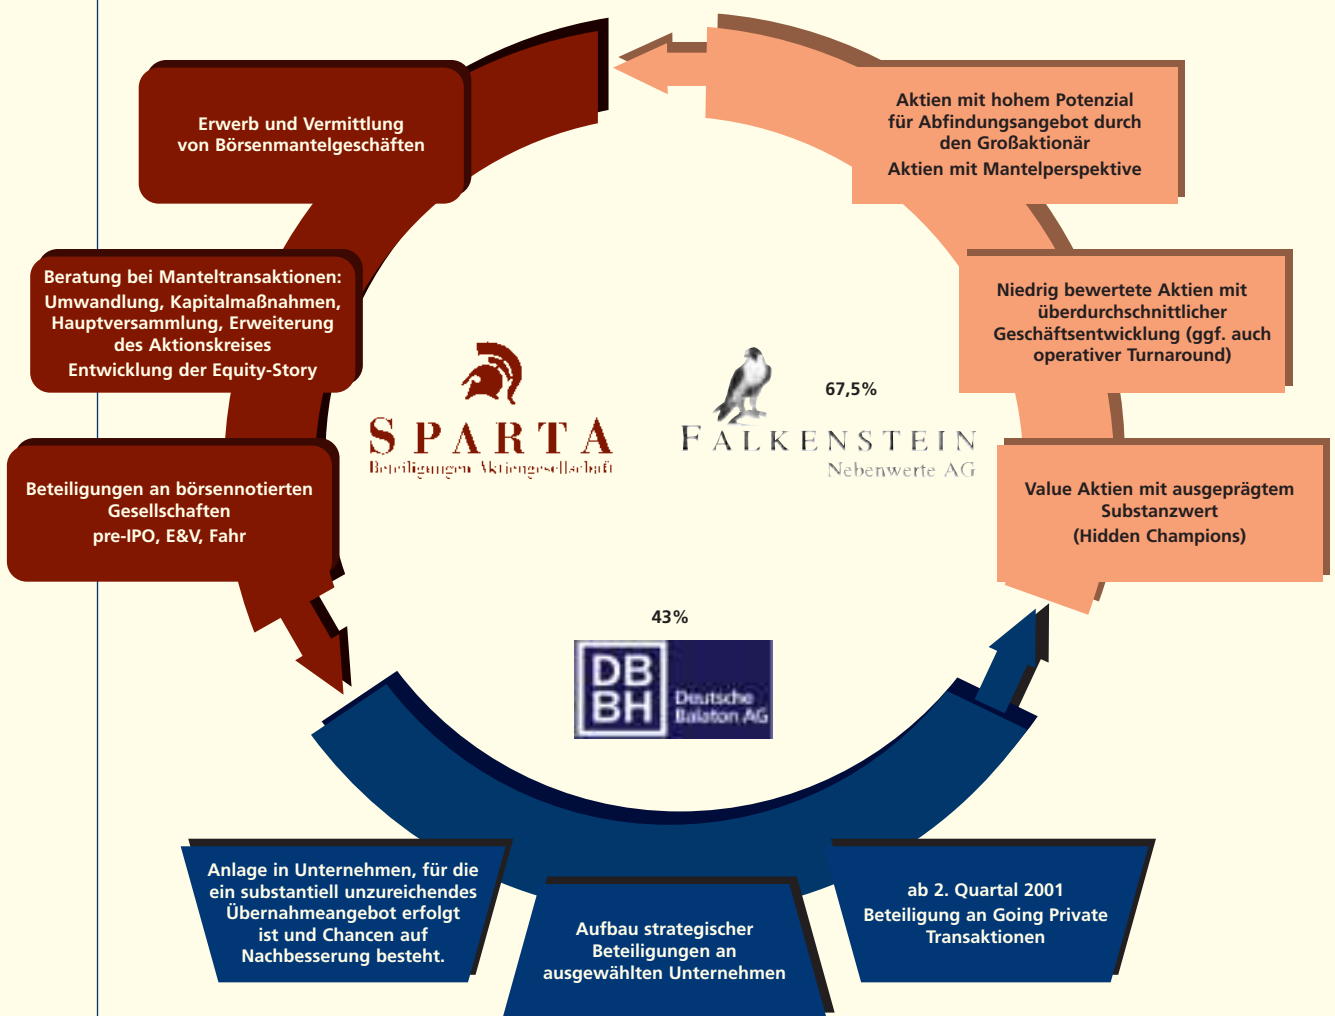 Erwerb und Vermittlung
von Börsenmantelgeschäften
Beratung bei Manteltransaktionen:
Umwandlung, Kapitalmaßnahmen,
Hauptversammlung, Erweiterung
des Aktionskreises
Entwicklung der Equity-Story
Beteiligungen an börsennotierten
Gesellschaften
pre-IPO, E&V, Fahr
SPARTA
Beteiligungen Aktiengesellschaft
67,5%
FALKENSTEIN
Nebenwerte AG
Aktien mit hohem Potenzial
für Abfindungsangebot durch
den Großaktionär
Aktien mit Mantelperspektive
Niedrig bewertete Aktien mit
überdurchschnittlicher
Geschäftsentwicklung (ggf. auch
operativer Turnaround)
Value Aktien mit ausgeprägtem
Substanzwert
(Hidden Champions)
43%
DB
BH
Deutsche
Balaton AG
Anlage in Unternehmen, für die
ein substantiell unzureichendes
Übernahmeangebot erfolgt
ist und Chancen auf
Nachbesserung besteht.
Aufbau strategischer
Beteiligungen an
ausgewählten Unternehmen
ab 2. Quartal 2001
Beteiligung an Going Private
Transaktionen